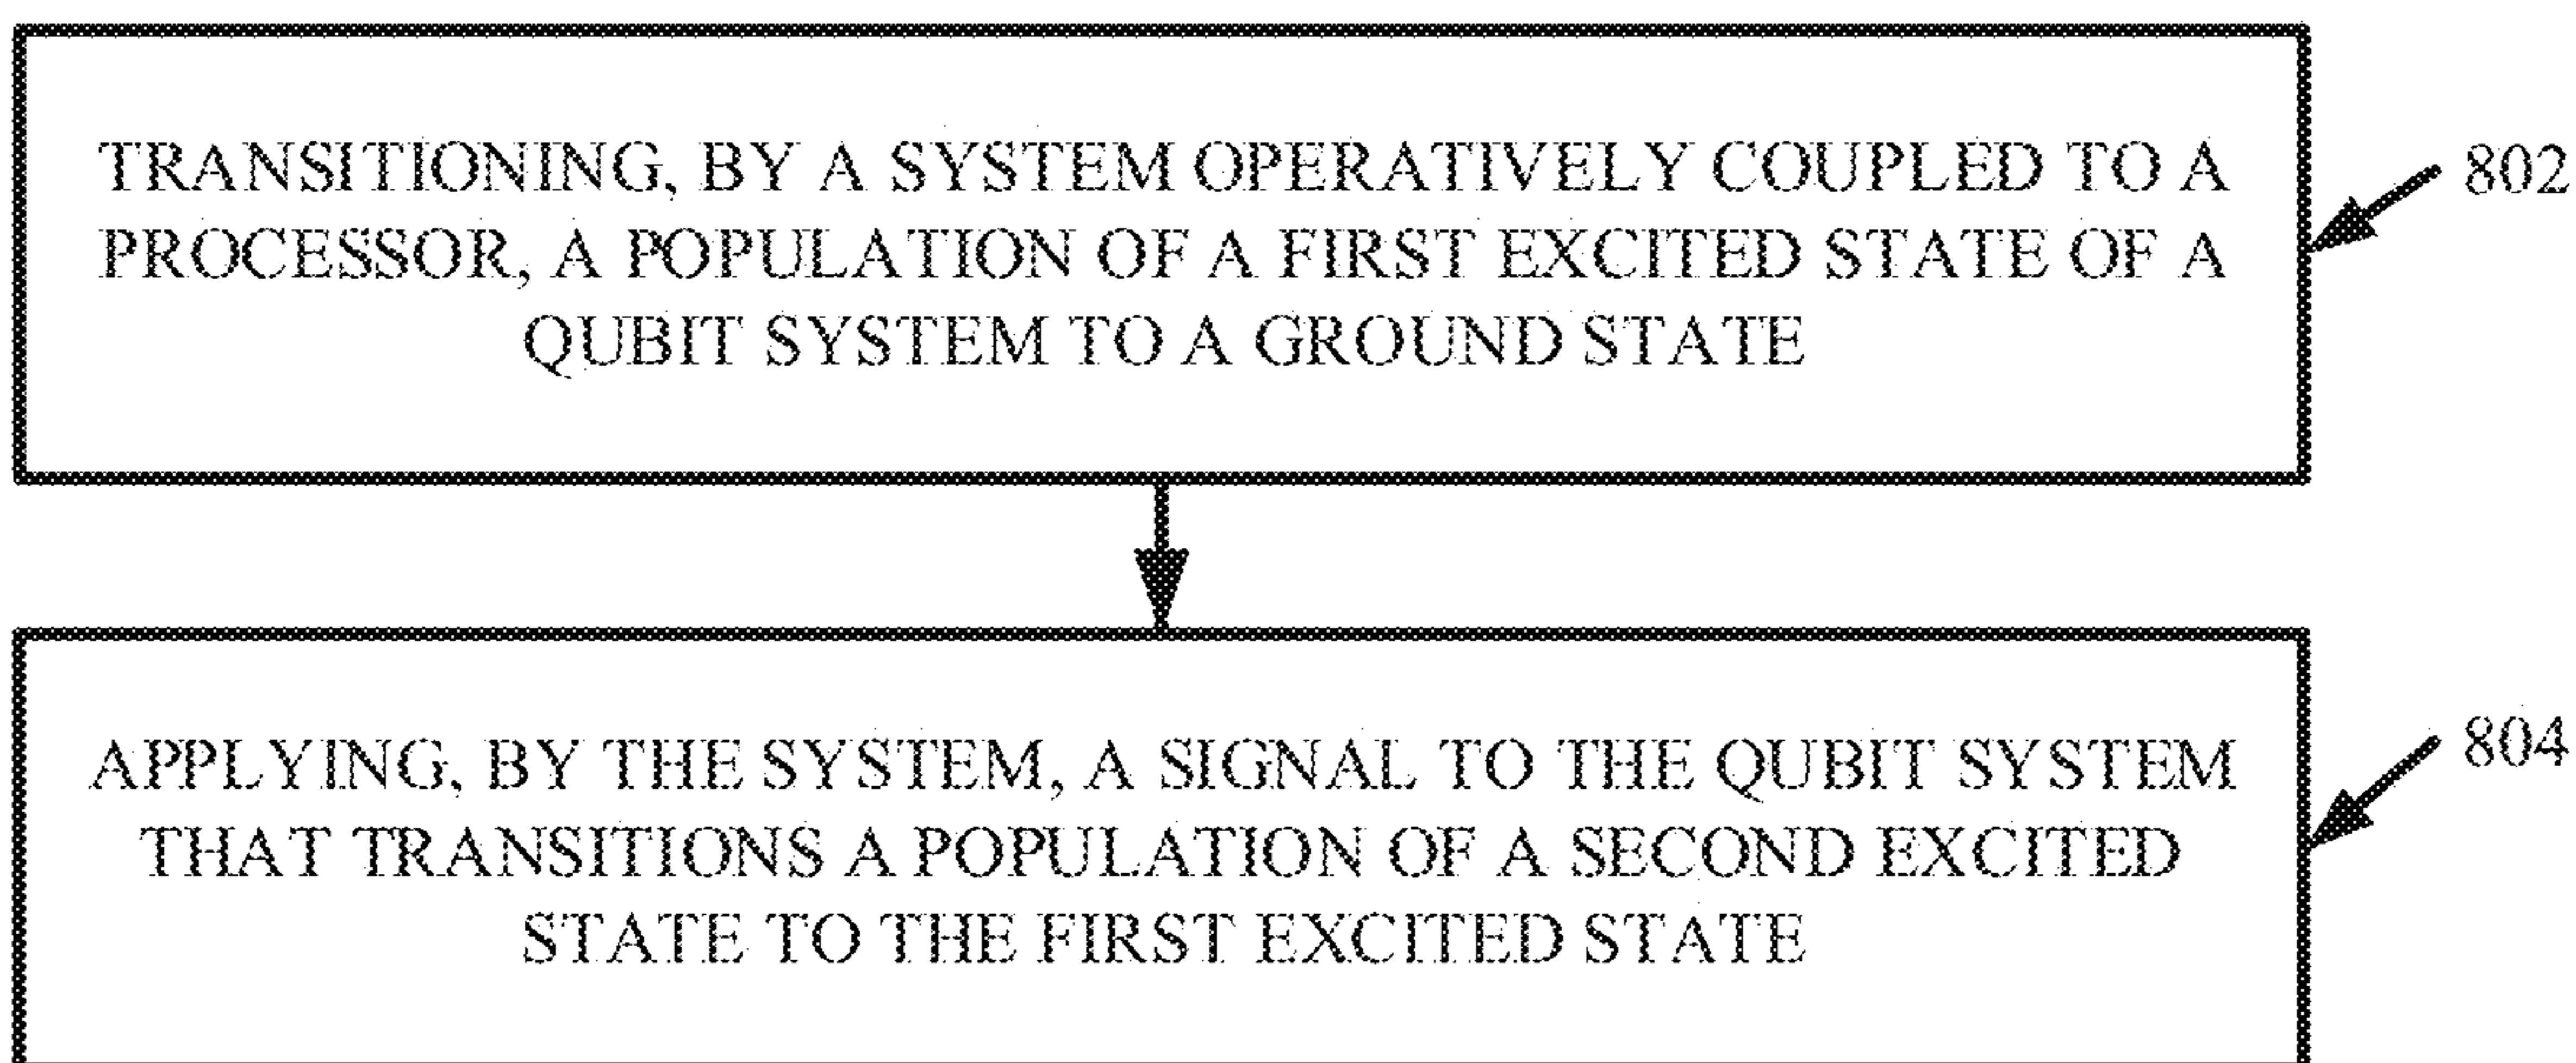 TRANSITIONING, BY A SYSTEM OPERATIVELY COUPLED TO A
PROCESSOR, A POPULATION OF A FIRST EXCITED STATE OF A
QUBIT SYSTEM TO A GROUND STATE
802
APPLYING, BY THE SYSTEM, A SIGNAL TO THE QUBIT SYSTEM
THAT TRANSITIONS A POPULATION OF A SECOND EXCITED
STATE TO THE FIRST EXCITED STATE
804